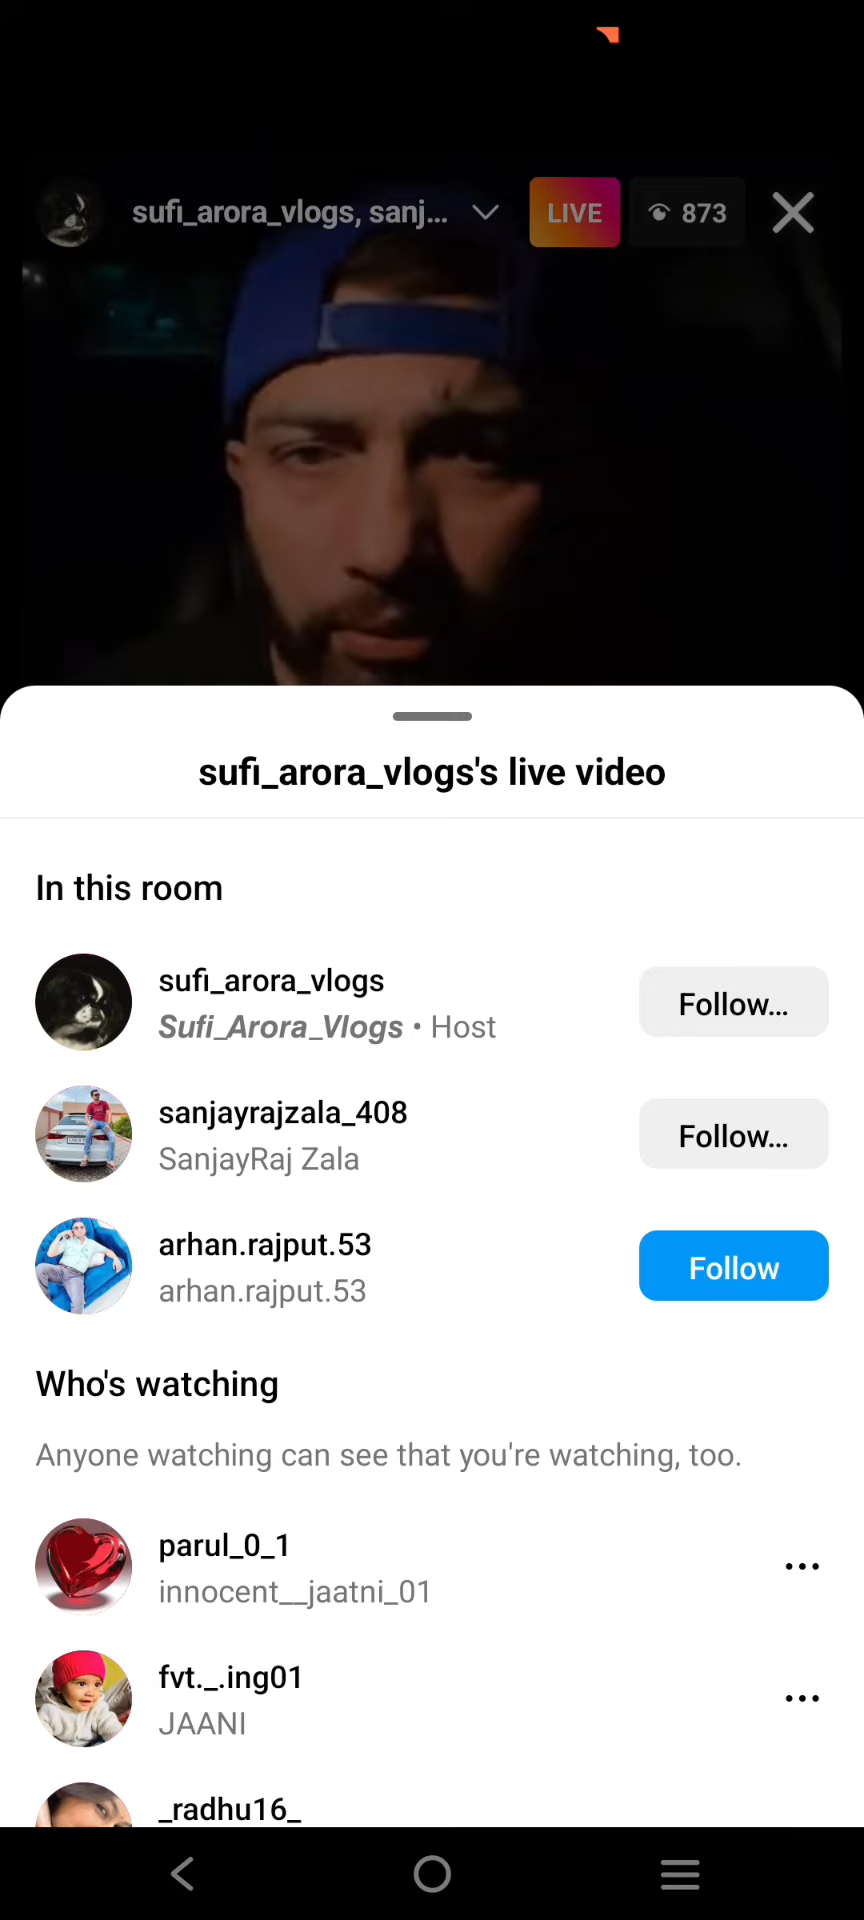 sufi_arora_vlogs, sanj...
LIVE
873
sufi_arora_vlogs's live video
In this room
sufi_arora_vlogs
Sufi_Arora_Vlogs • Host
Follow...
sanjayrajzala_408
SanjayRaj Zala
Follow...
arhan.rajput.53
arhan.rajput.53
Follow
Who's watching
Anyone watching can see that you're watching, too.
parul_0_1
innocent__jaatni_01
fvt._.ing01
JAANI
_radhu16_